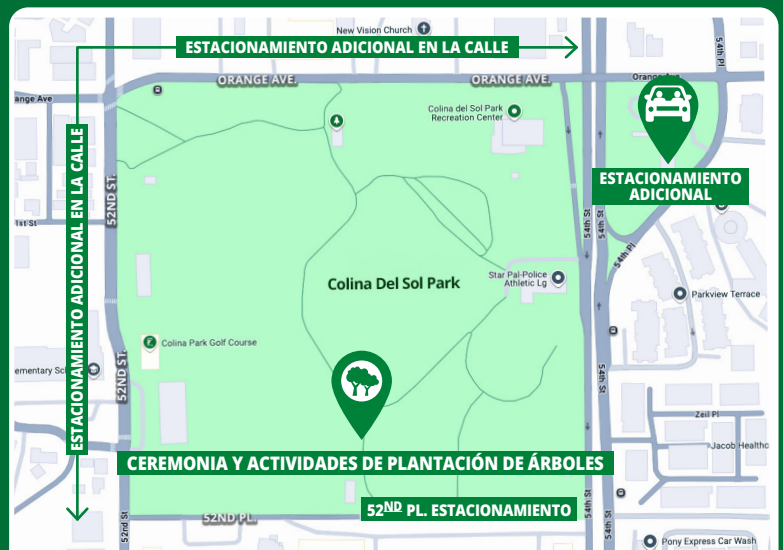 New Vision Church
ESTACIONAMIENTO ADICIONAL EN LA CALLE
54th Pl
ORANGE AVE.
ORANGE AVE.
Orange Ave
ange Ave
Colina del Sol Park
Recreation Center
ESTACIONAMIENTO
ADICIONAL
ESTACIONAMIENTO ADICIONAL EN LA CALLE
52ND ST.
1st St
54th St
54th St
54th Pl
Colina Del Sol Park
Star Pal-Police
Athletic Lg
Parkview Terrace
Colina Park Golf Course
ementary Sc
52ND ST.
54th St
Zeil Pl
Jacob Healthc
CEREMONIA Y ACTIVIDADES DE PLANTACIÓN DE ÁRBOLES
52ND PL. ESTACIONAMIENTO
52ND PL.
52nd St
54th St
54th St
Pony Express Car Wash